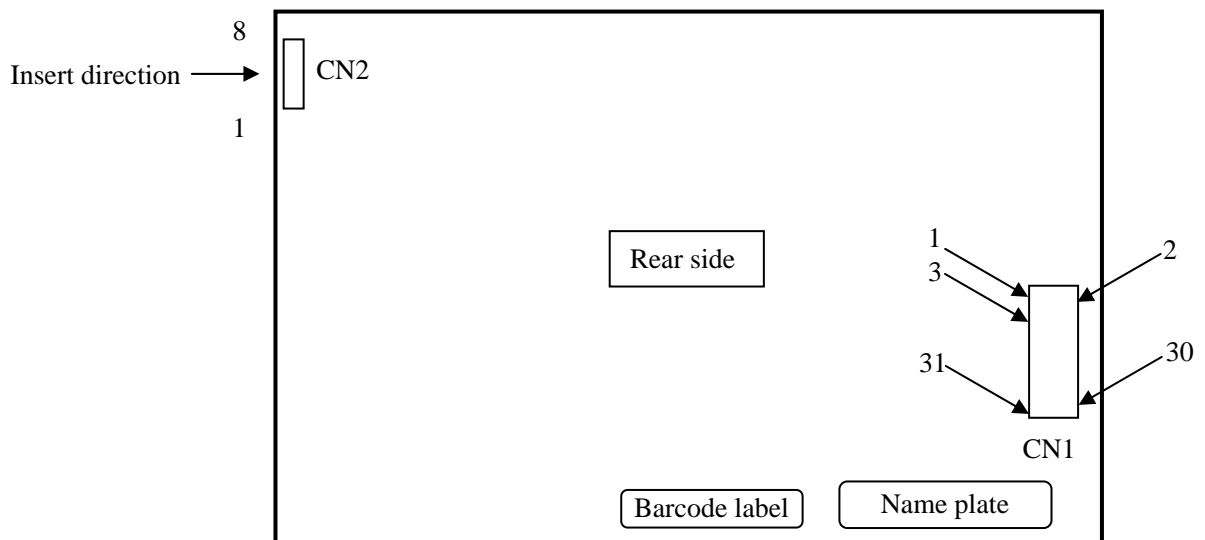 8
Insert direction
CN2
1
Rear side
1
2
3
30
31
CN1
Barcode label
Name plate